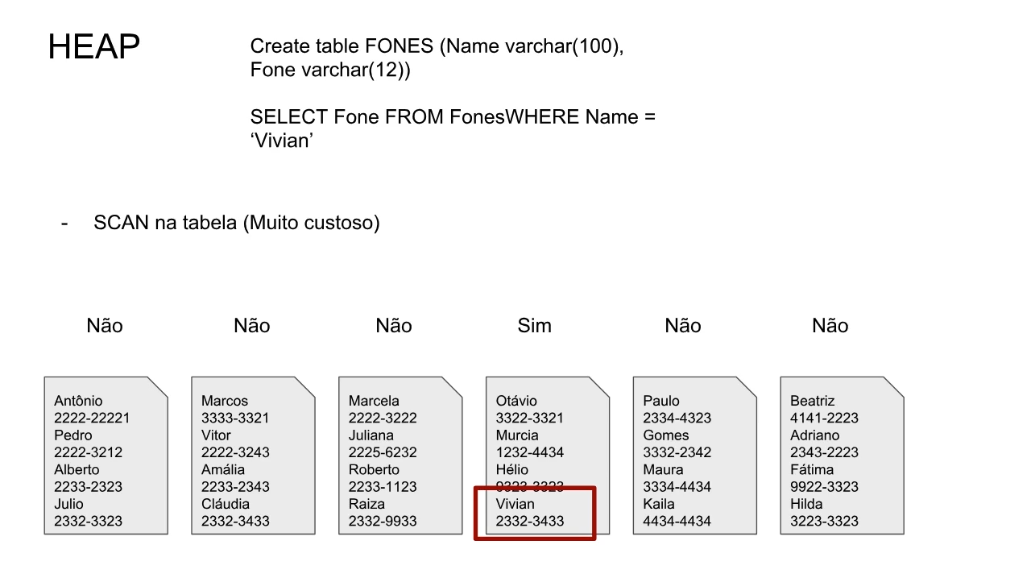 HEAP
Create table FONES (Name varchar(100),
Fone varchar(12))
SELECT Fone FROM FonesWHERE Name =
‘Vivian’
- SCAN na tabela (Muito custoso)
Não
Não
Não
Sim
Não
Não
Antônio
2222-22221
Pedro
2222-3212
Alberto
2233-2323
Julio
2332-3323
Marcos
3333-3321
Vitor
2222-3243
Amália
2233-2343
Cláudia
2332-3433
Marcela
2222-3222
Juliana
2225-6232
Roberto
2233-1123
Raiza
2332-9933
Otávio
3322-3321
Murcia
1232-4434
Hélio
9323-3323
Vivian
2332-3433
Paulo
2334-4323
Gomes
3332-2342
Maura
3334-4434
Kaila
4434-4434
Beatriz
4141-2223
Adriano
2343-2223
Fátima
9922-3323
Hilda
3223-3323